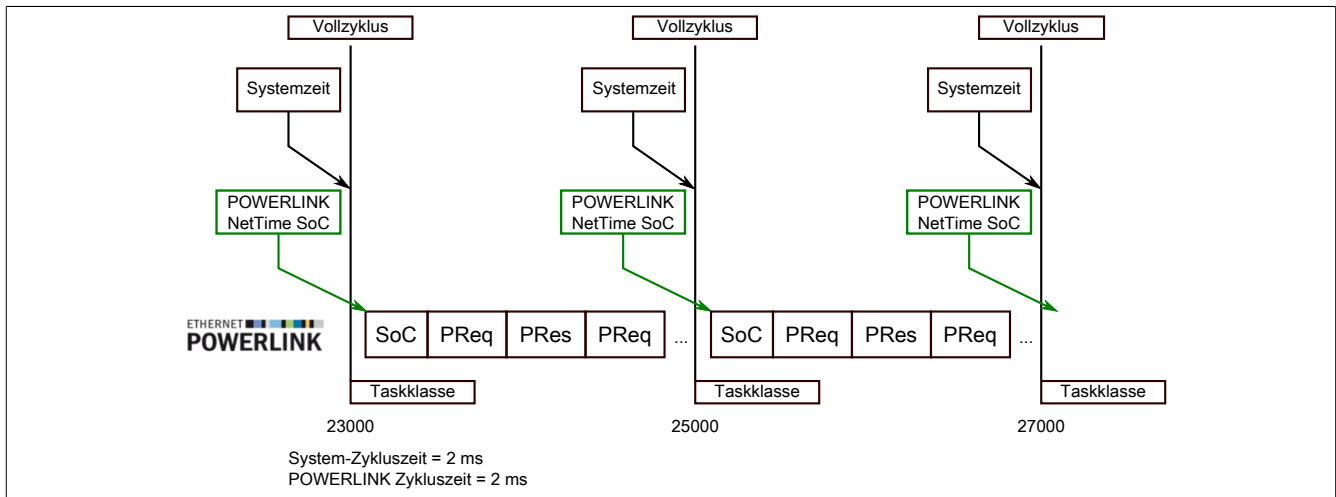 Vollzyklus Vollzyklus Vollzyklus
Systemzeit Systemzeit Systemzeit
POWERLINK POWERLINK POWERLINK
NetTime SoC NetTime SoC NetTime SoC
ETHERNET
POWERLINK
SoC PReq PRes PReq ... SoC PReq PRes PReq ...
Taskklasse Taskklasse Taskklasse
23000 25000 27000
System-Zykluszeit = 2 ms
POWERLINK Zykluszeit = 2 ms